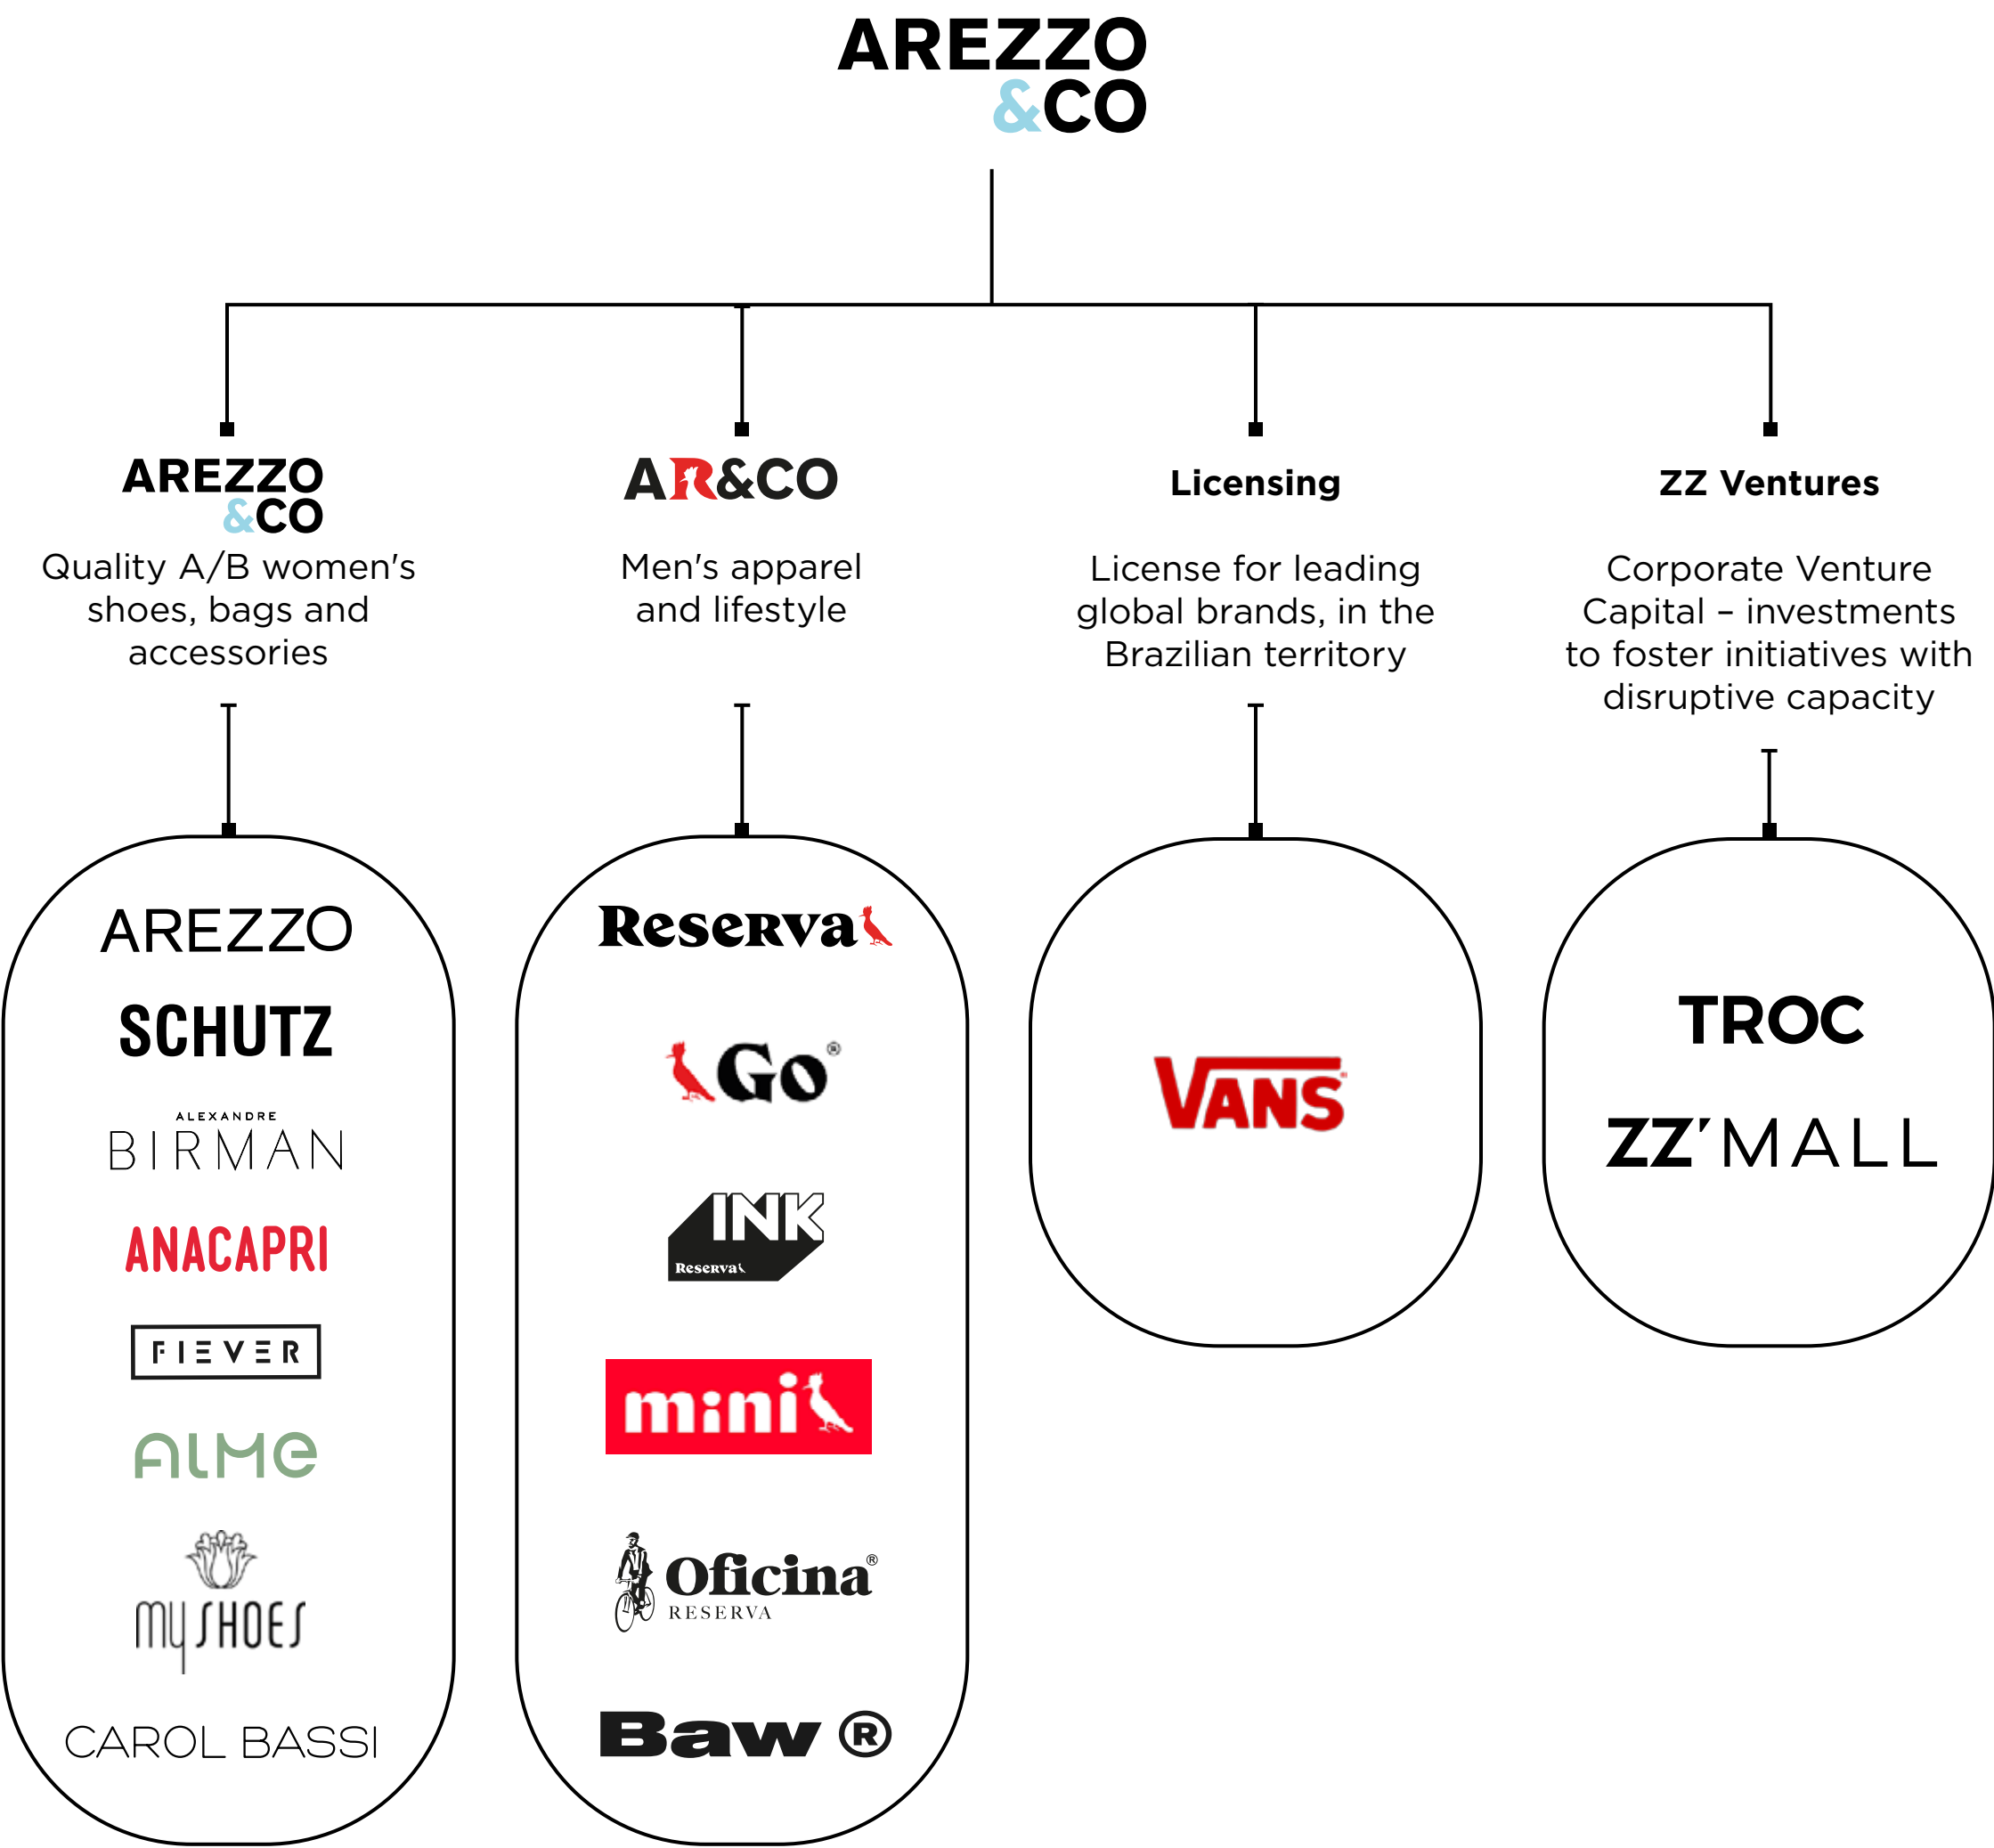 AREZZO
&CO
AREZZO
&CO
Quality A/B women's
shoes, bags and
accessories
AR&CO
Men's apparel
and lifestyle
Licensing
License for leading
global brands, in the
Brazilian territory
ZZ Ventures
Corporate Venture
Capital – investments
to foster initiatives with
disruptive capacity
AREZZO
SCHUTZ
ALEXANDRE
BIRMAN
ANACAPRI
FIEVER
ALMe
my SHOES
CAROL BASSI
Reserva
Go®
INK
Reserva
mini
Oficina®
RESERVA
Baw ®
VANS
TROC
ZZ'MALL